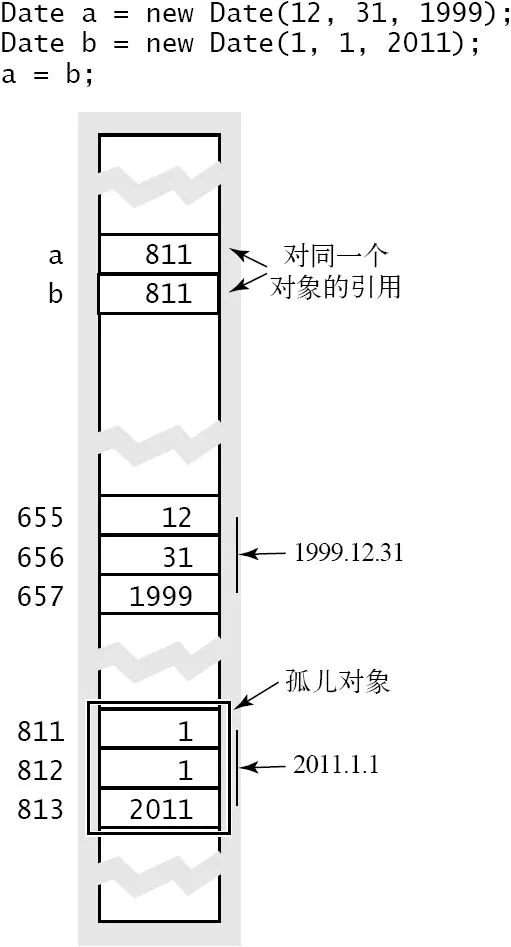 Date a = new Date(12, 31, 1999);
Date b = new Date(1, 1, 2011);
a = b;
a 811 对同一个
b 811 对象的引用
655 12
656 31 1999.12.31
657 1999
孤儿对象
811 1
812 1 2011.1.1
813 2011